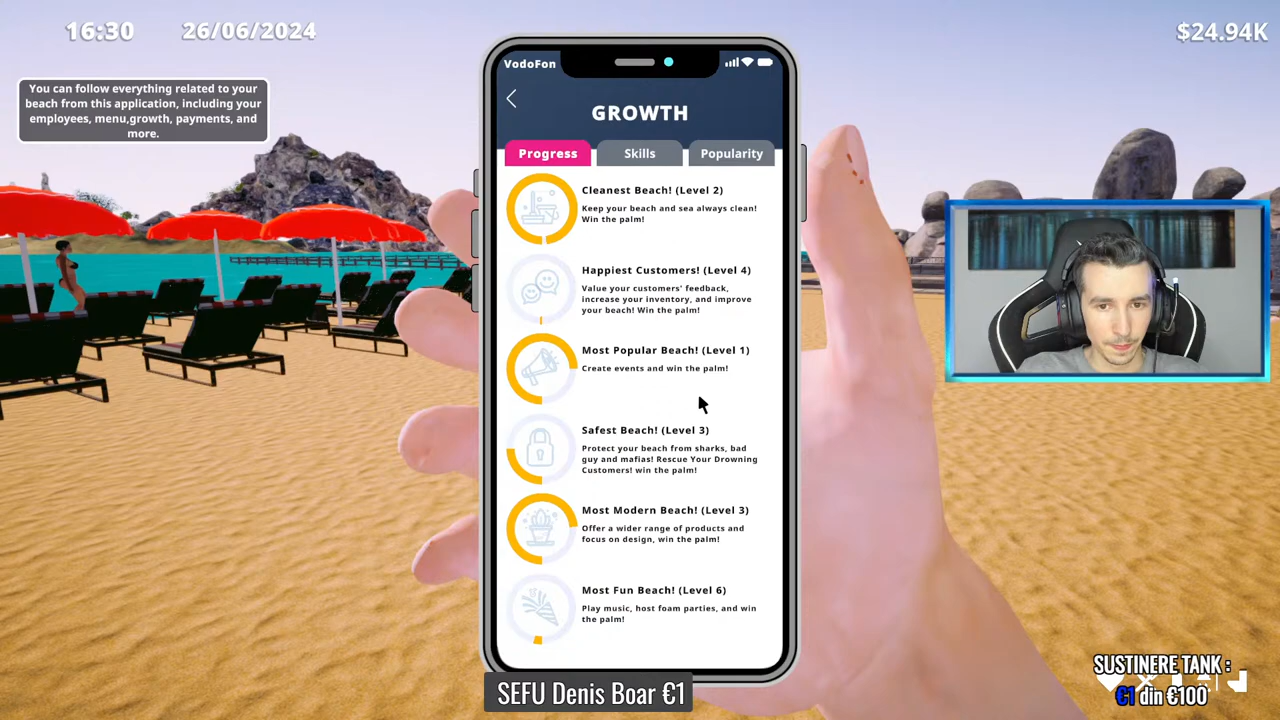 16:30
26/06/2024
$24.94K
You can follow everything related to your
beach from this application, including your
employees, menu,growth, payments, and
more.
VodoFon
GROWTH
Progress
Skills
Popularity
Cleanest Beach! (Level 2)
Keep your beach and sea always clean!
Win the palm!
Happiest Customers! (Level 4)
Value your customers' feedback,
increase your inventory, and improve
your beach! Win the palm!
Most Popular Beach! (Level 1)
Create events and win the palm!
Safest Beach! (Level 3)
Protect your beach from sharks, bad
guy and mafias! Rescue Your Drowning
Customers! win the palm!
Most Modern Beach! (Level 3)
Offer a wider range of products and
focus on design, win the palm!
Most Fun Beach! (Level 6)
Play music, host foam parties, and win
the palm!
SEFU Denis Boar €1
SUSTINERE TANK :
€1 din €100